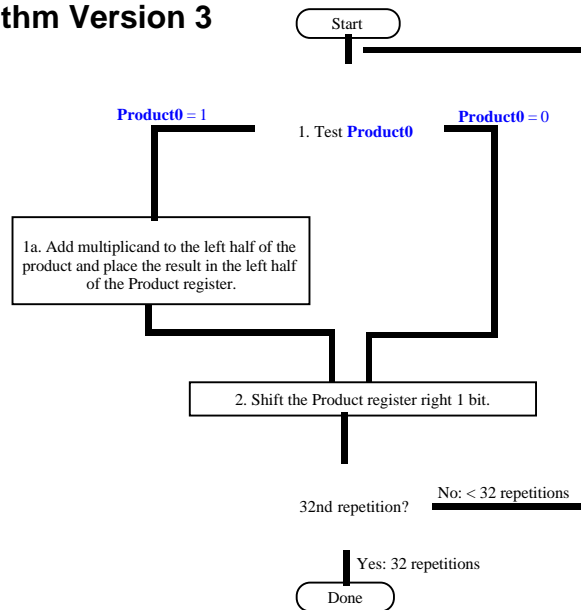 thm Version 3
Start
Product0 = 1
1. Test Product0
Product0 = 0
1a. Add multiplicand to the left half of the
product and place the result in the left half
of the Product register.
2. Shift the Product register right 1 bit.
32nd repetition?
No: < 32 repetitions
Yes: 32 repetitions
Done